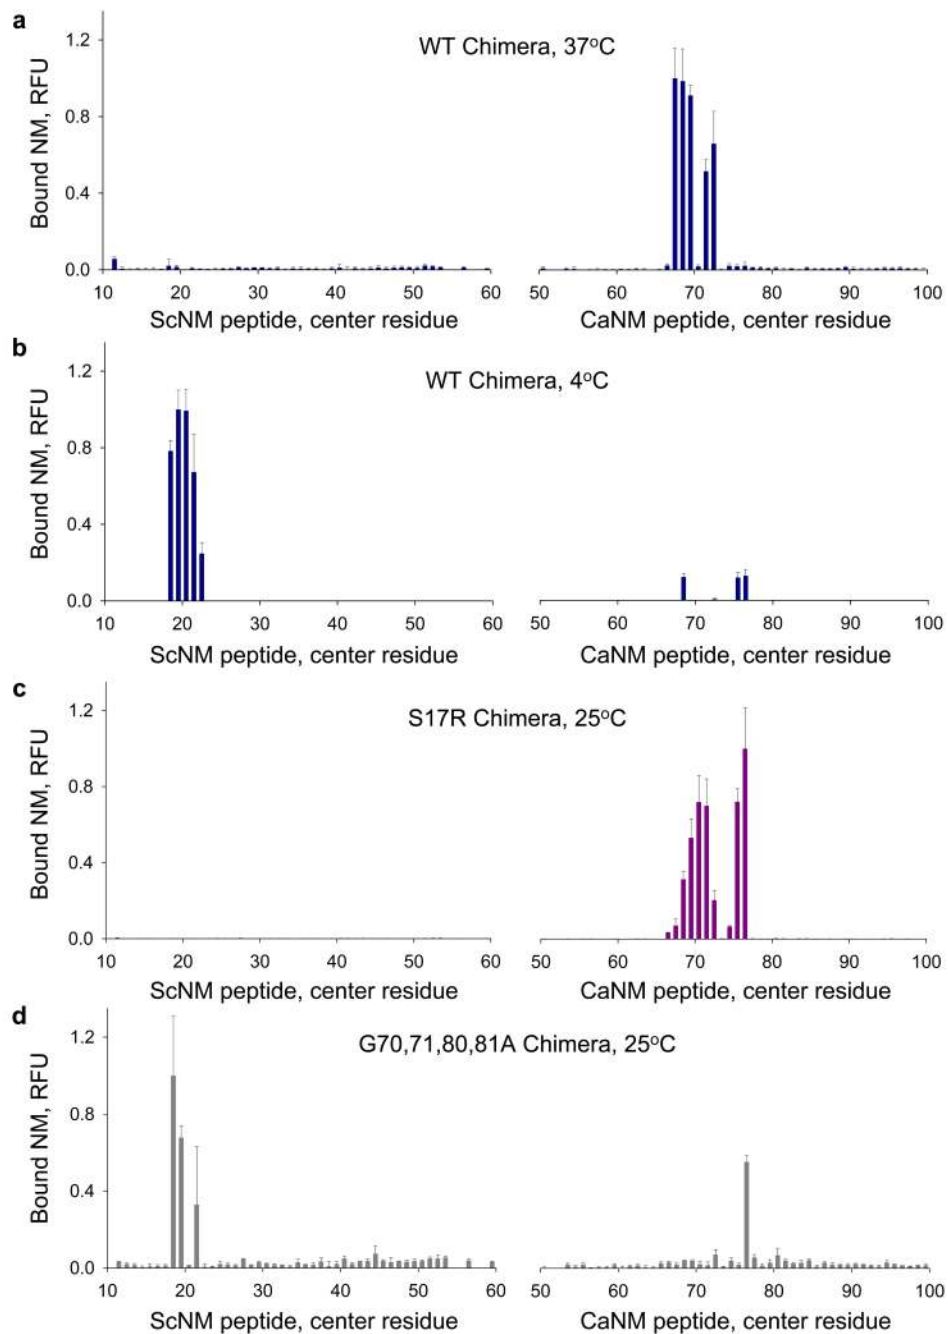 a
WT Chimera, 37°C
Bound NM, RFU
1.2
0.8
0.4
0.0
10 20 30 40 50 60
50 60 70 80 90 100
ScNM peptide, center residue
CaNM peptide, center residue
b
WT Chimera, 4°C
Bound NM, RFU
1.2
0.8
0.4
0.0
10 20 30 40 50 60
50 60 70 80 90 100
ScNM peptide, center residue
CaNM peptide, center residue
c
S17R Chimera, 25°C
Bound NM, RFU
1.2
0.8
0.4
0.0
10 20 30 40 50 60
50 60 70 80 90 100
ScNM peptide, center residue
CaNM peptide, center residue
d
G70,71,80,81A Chimera, 25°C
Bound NM, RFU
1.2
0.8
0.4
0.0
10 20 30 40 50 60
50 60 70 80 90 100
ScNM peptide, center residue
CaNM peptide, center residue